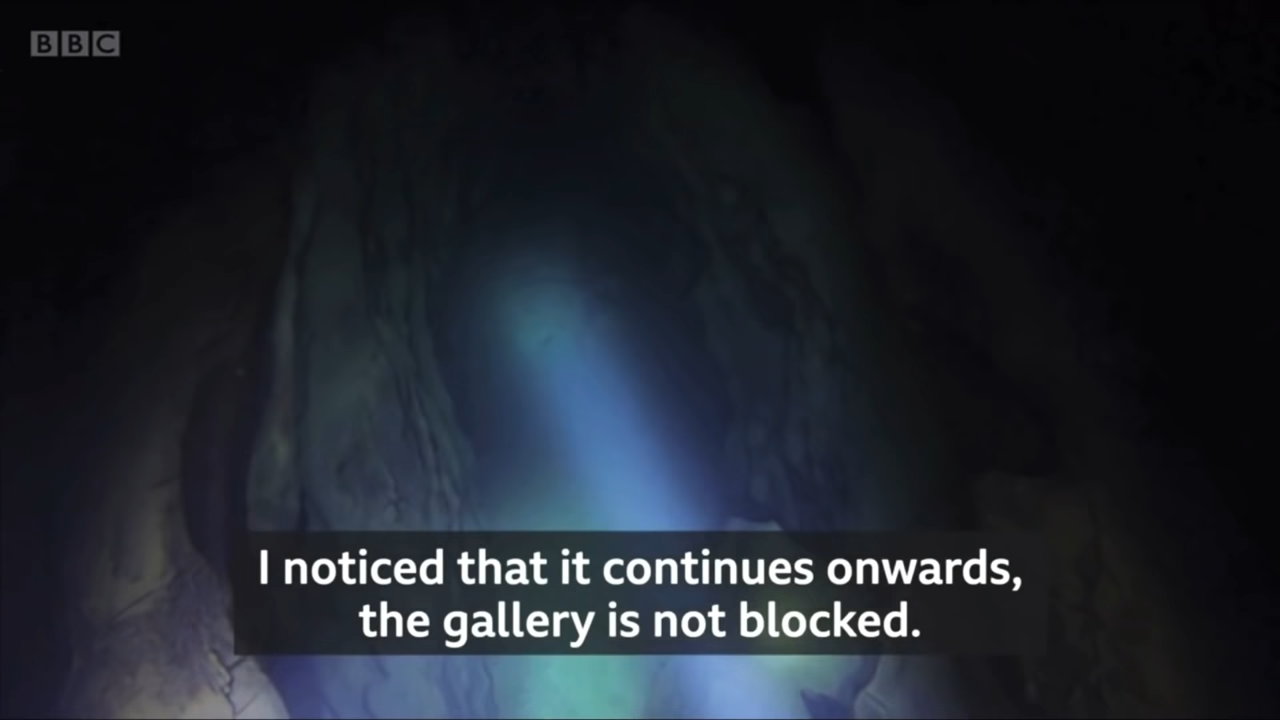 BBC
I noticed that it continues onwards,
the gallery is not blocked.